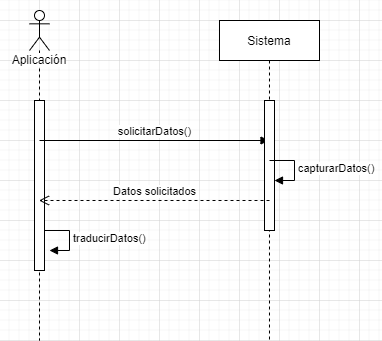 Sistema
Aplicación
solicitarDatos()
capturarDatos()
Datos solicitados
traducirDatos()